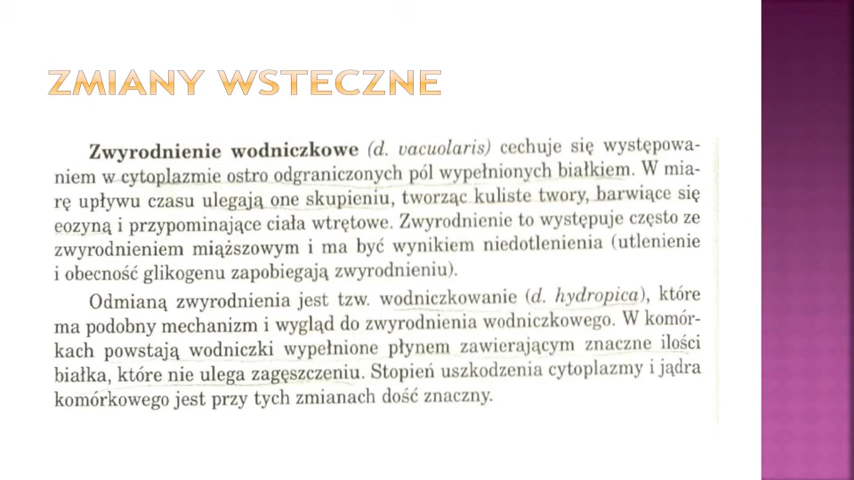 ZMIANY WSTECZNE
Zwyrodnienie wodniczkowe (d. vacuolaris) cechuje się występowa-
niem w cytoplazmie ostro odgraniczonych pól wypełnionych białkiem. W mia-
rę upływu czasu ulegają one skupieniu, tworząc kuliste twory, barwiące się
eozyną i przypominające ciała wtrętowe. Zwyrodnienie to występuje często ze
zwyrodnieniem miąższowym i ma być wynikiem niedotlenienia (utlenienie
i obecność glikogenu zapobiegają zwyrodnieniu).
Odmianą zwyrodnienia jest tzw. wodniczkowanie (d. hydropica), które
ma podobny mechanizm i wygląd do zwyrodnienia wodniczkowego. W komór-
kach powstają wodniczki wypełnione płynem zawierającym znaczne ilości
białka, które nie ulega zagęszczeniu. Stopień uszkodzenia cytoplazmy i jądra
komórkowego jest przy tych zmianach dość znaczny.